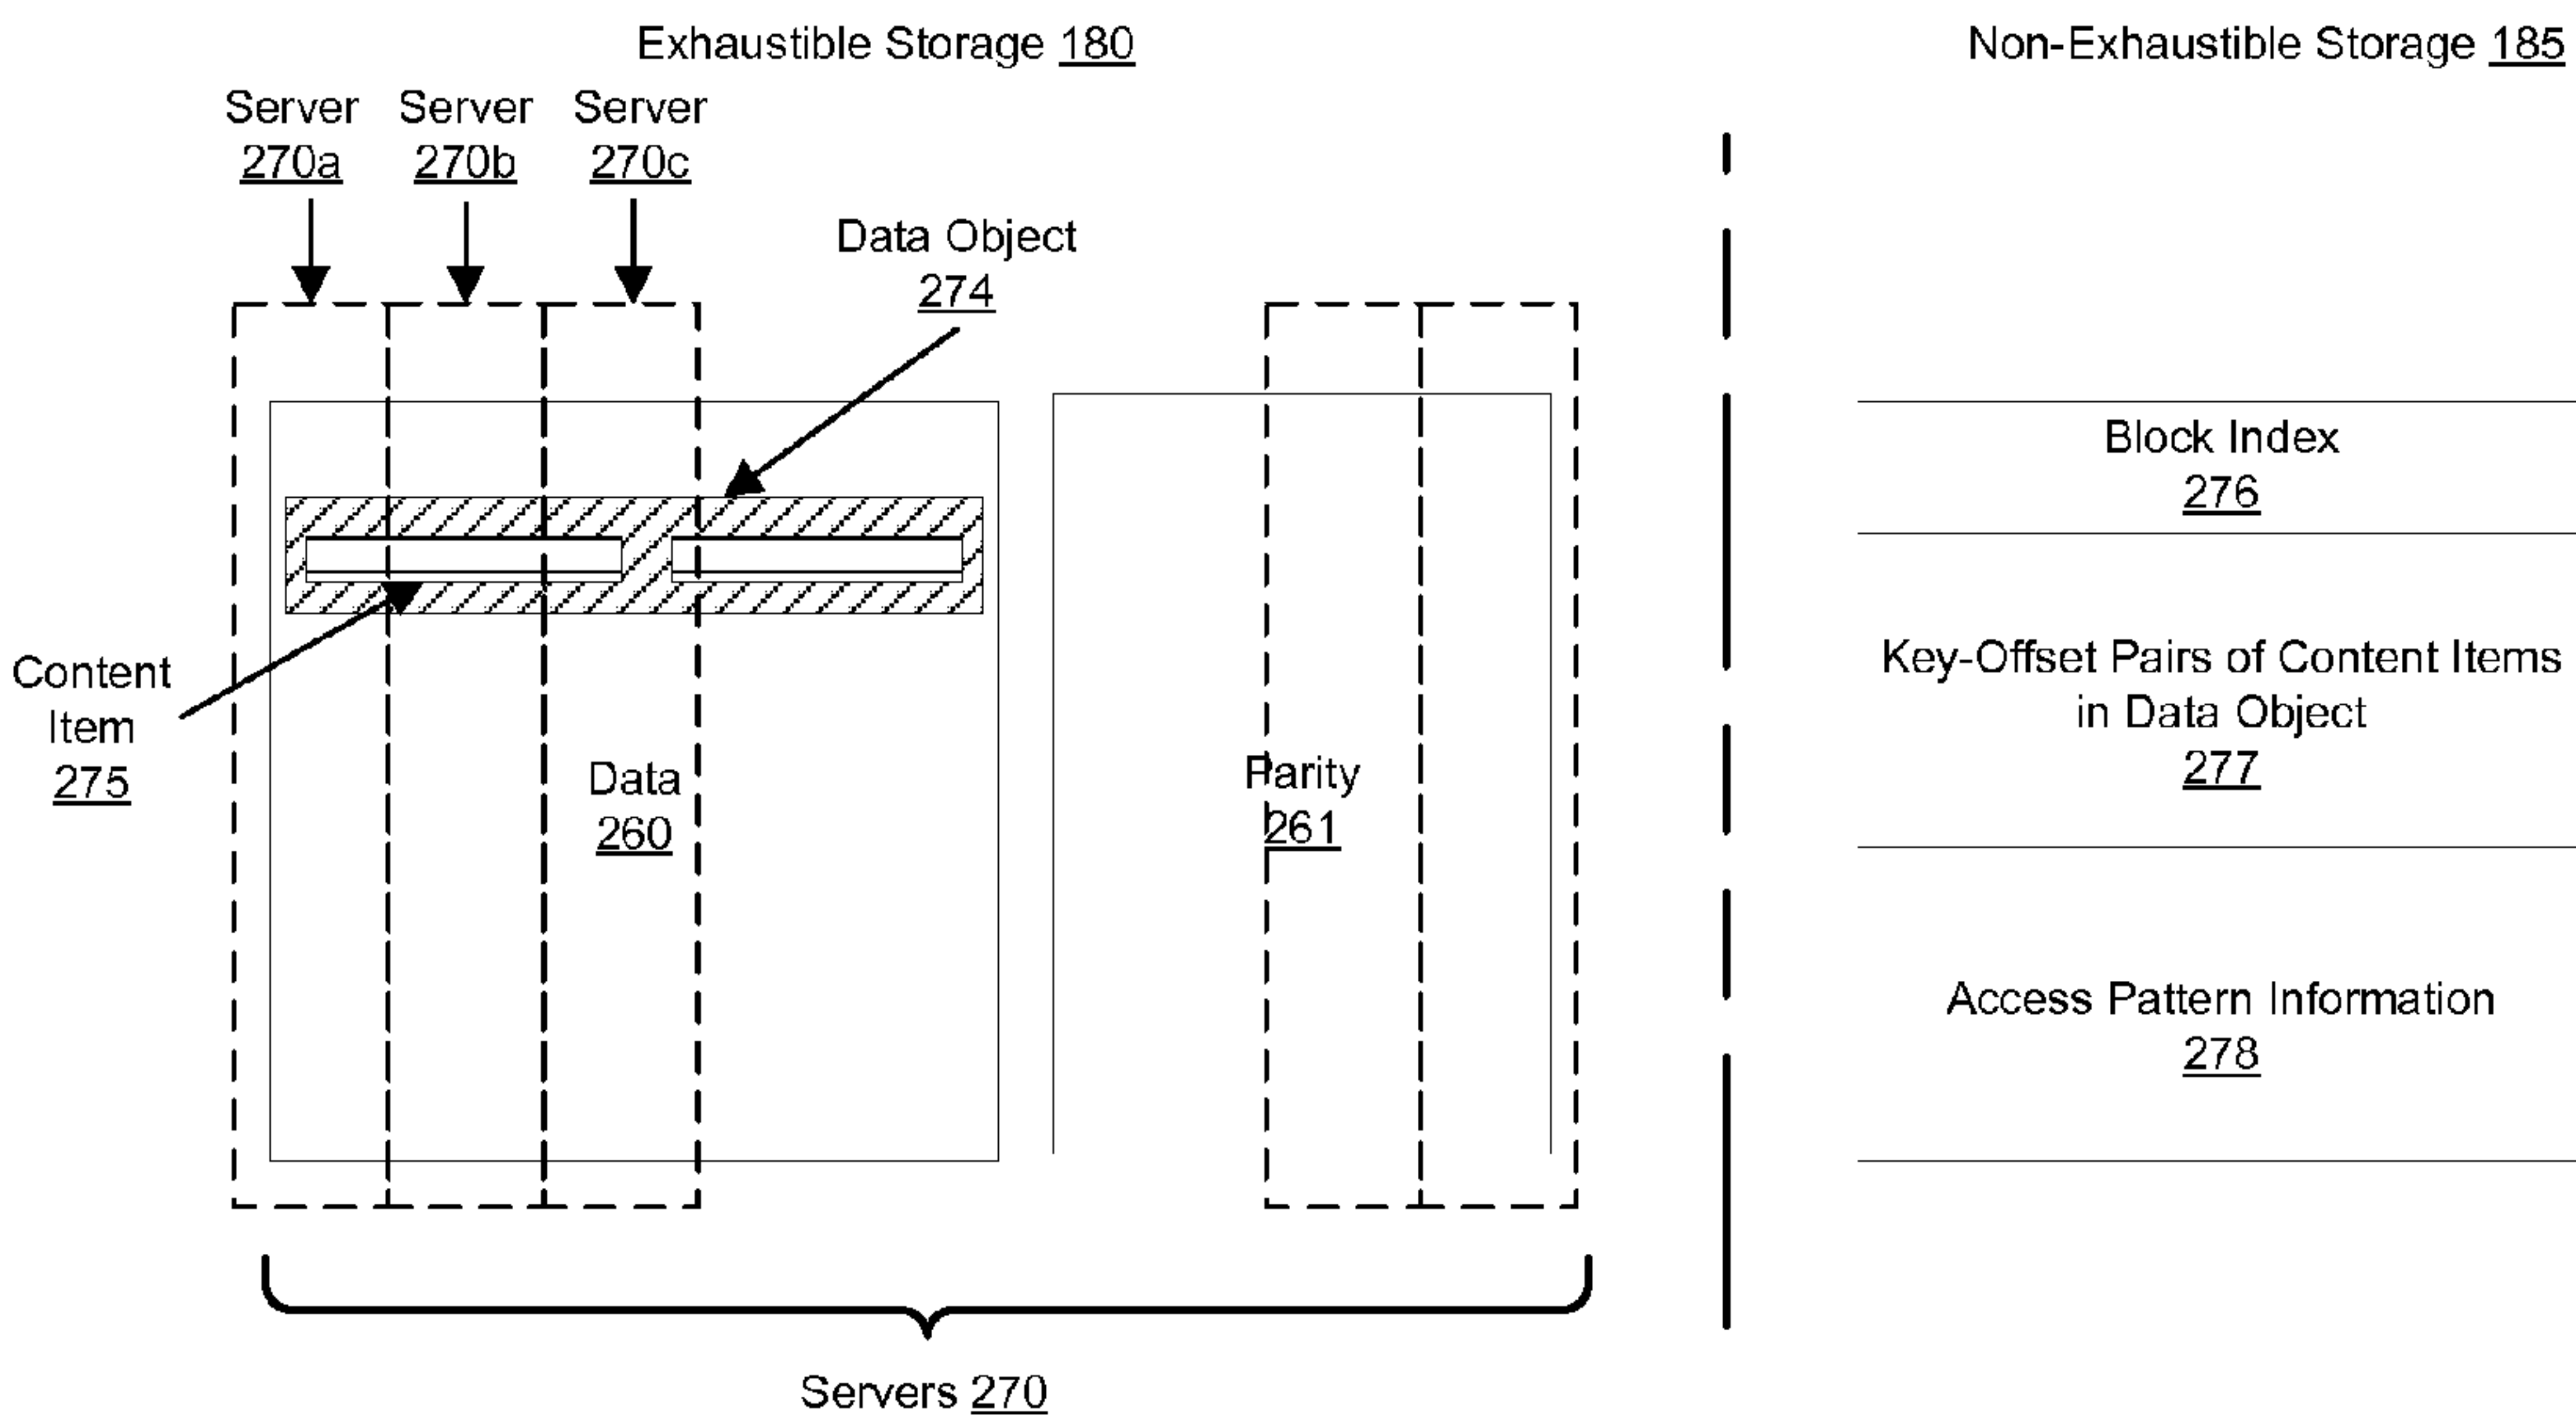 Exhaustible Storage 180
Non-Exhaustible Storage 185
Server
270a
Server
270b
Server
270c
Data Object
274
Content
Item
275
Data
260
Parity
261
Block Index
276
Key-Offset Pairs of Content Items
in Data Object
277
Access Pattern Information
278
Servers 270